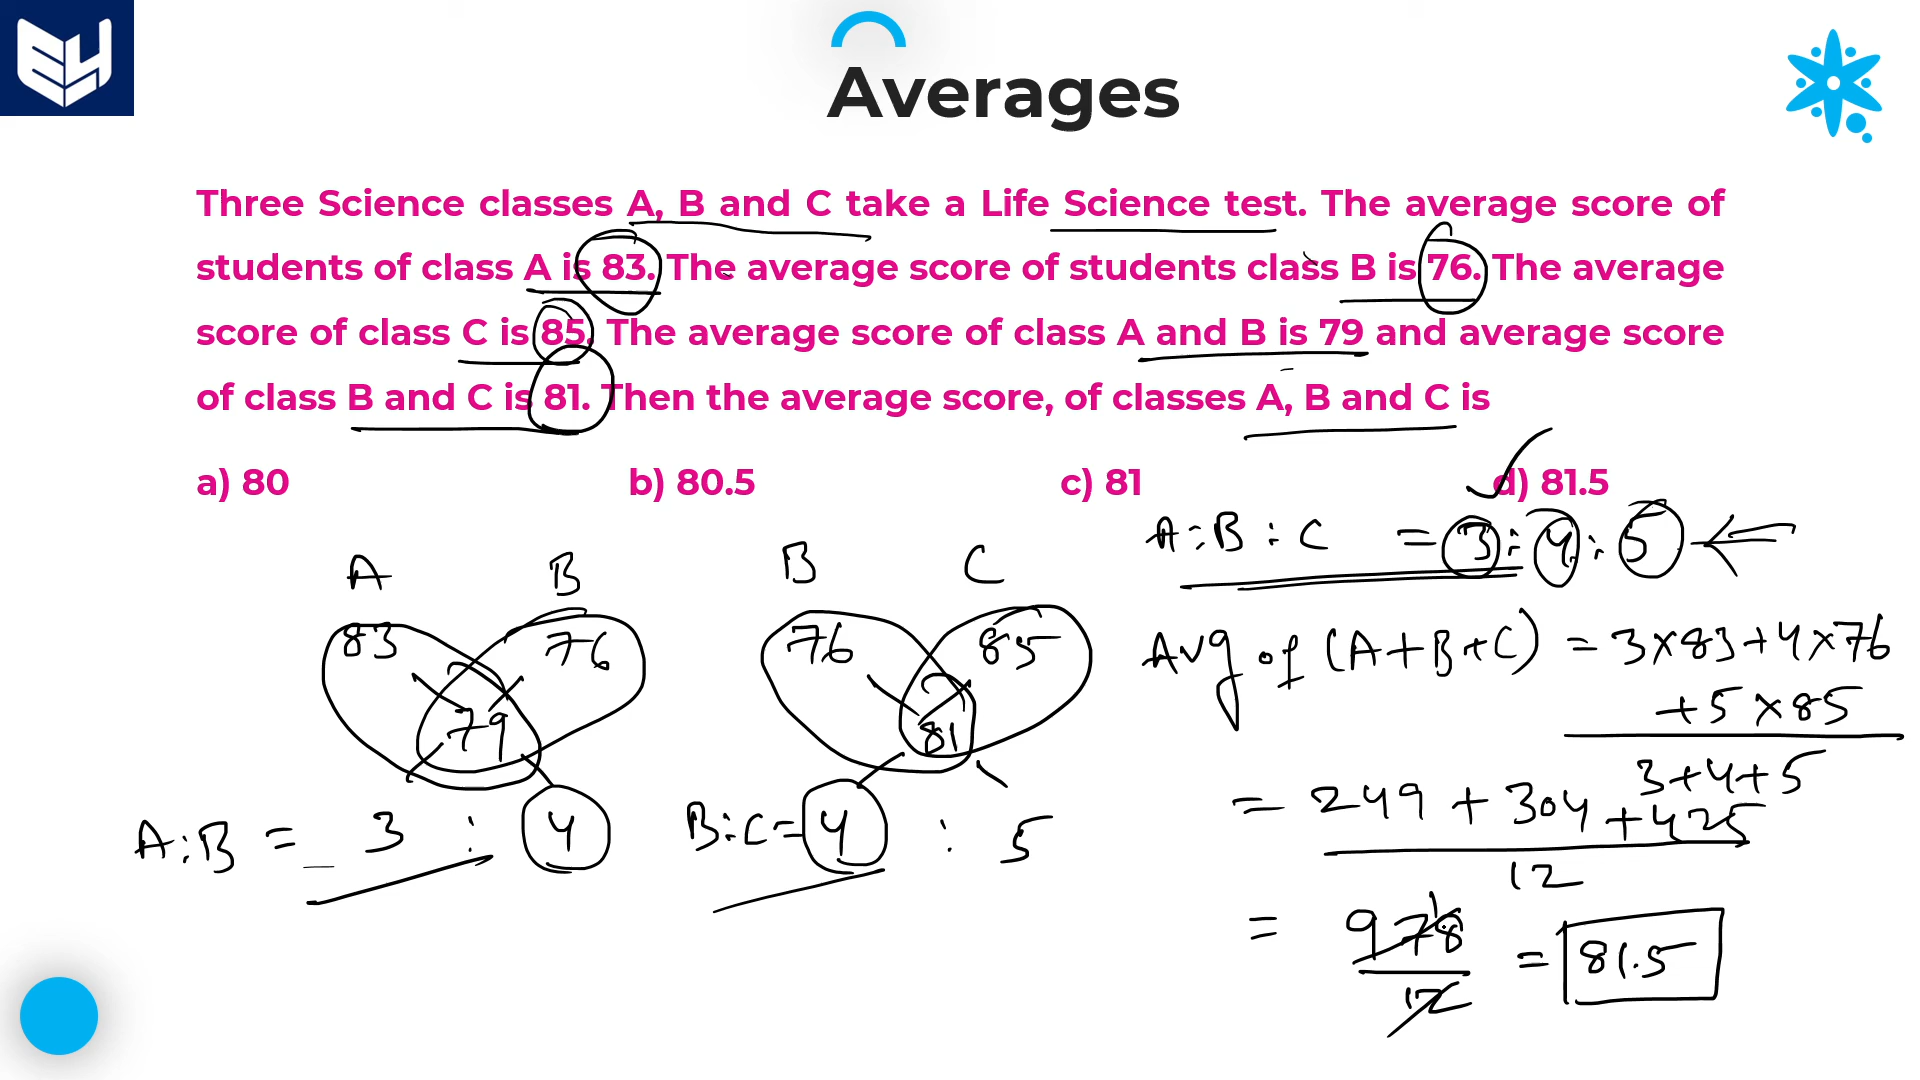 Averages
Three Science classes A, B and C take a Life Science test. The average score of
students of class A is 83. The average score of students class B is 76. The average
score of class C is 85. The average score of class A and B is 79 and average score
of class B and C is 81. Then the average score, of classes A, B and C is
a) 80 b) 80.5 c) 81 d) 81.5
A:B:C = 3:4:5
A B B C
83 76 76 85
79 81
A:B = 3 : 4 B:C = 4 : 5
Avg of (A+B+C) = 3×83+4×76
+5×85
3+4+5
= 249 + 304 + 425
12
= 978
12
= 81.5